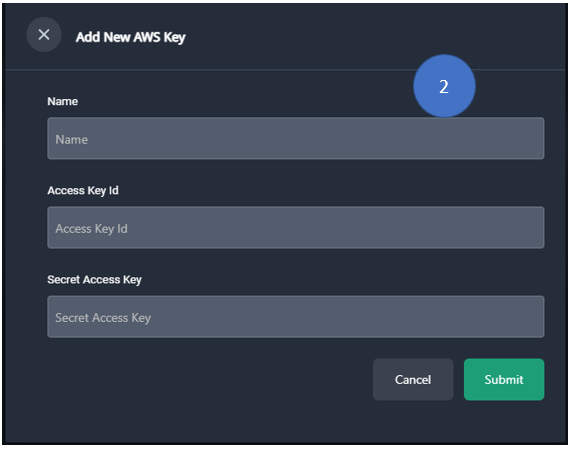 Add New AWS Key
2
Name
Name
Access Key Id
Access Key Id
Secret Access Key
Secret Access Key
Cancel
Submit